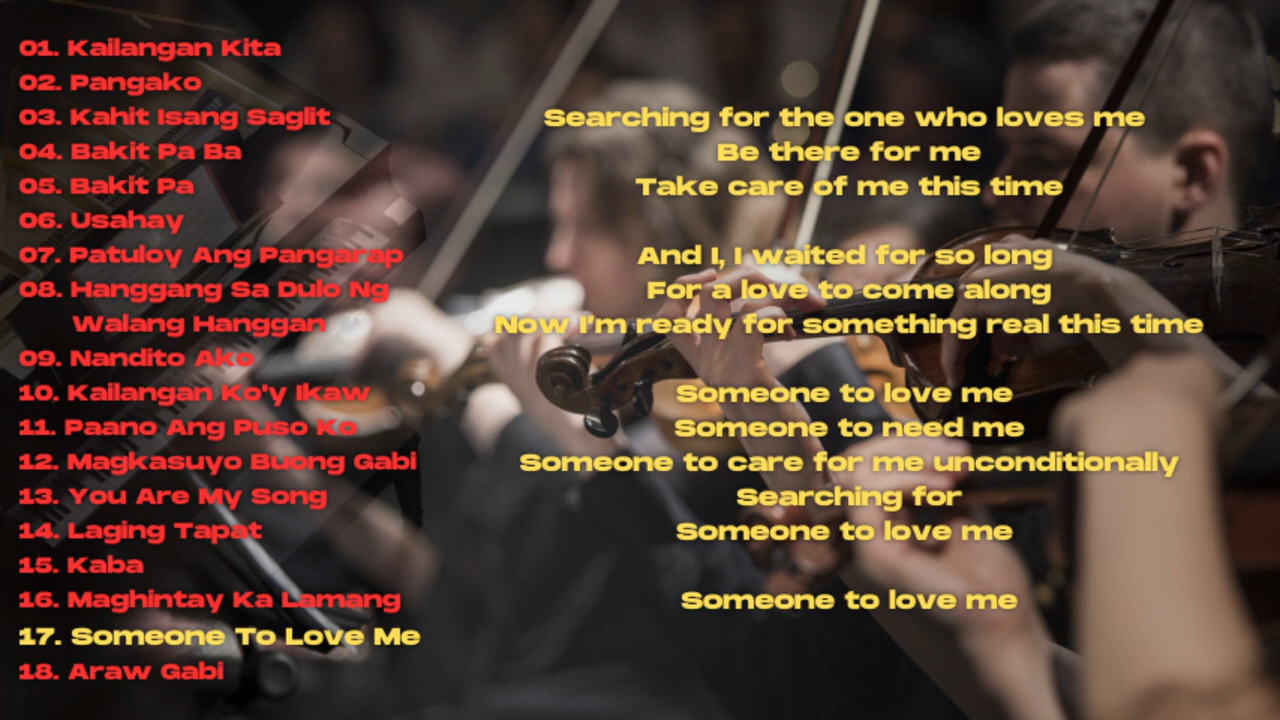 01. Kailangan Kita
02. Pangako
03. Kahit Isang Saglit
04. Bakit Pa Ba
05. Bakit Pa
06. Usahay
07. Patuloy Ang Pangarap
08. Hanggang Sa Dulo Ng
Walang Hanggan
09. Nandito Ako
10. Kailangan Ko'y Ikaw
11. Paano Ang Puso Ko
12. Magkasuyo Buong Gabi
13. You Are My Song
14. Laging Tapat
15. Kaba
16. Maghintay Ka Lamang
17. Someone To Love Me
18. Araw Gabi
Searching for the one who loves me
Be there for me
Take care of me this time
And I, I waited for so long
For a love to come along
Now I'm ready for something real this time
Someone to love me
Someone to need me
Someone to care for me unconditionally
Searching for
Someone to love me
Someone to love me